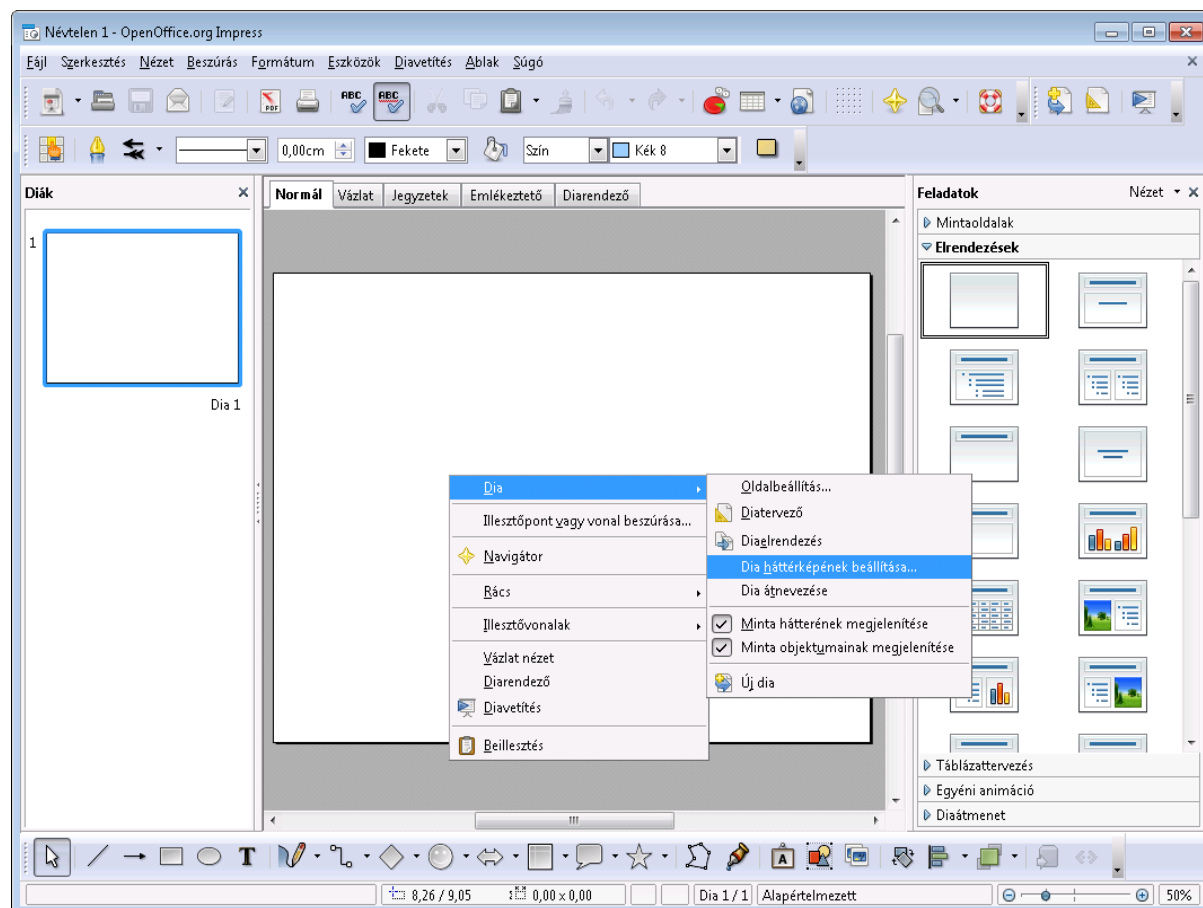 Névtelen 1 - OpenOffice.org Impress
Fájl Szerkesztés Nézet Beszúrás Formátum Eszközök Diavetítés Ablak Súgó
PDF ABC ABC
0,00cm Fekete Szín Kék 8
Diák
Normál Vázlat Jegyzetek Emlékeztető Diarendező
Feladatok Nézet
Mintaoldalak
Elrendezések
1
Dia 1
Dia
Illesztőpont vagy vonal beszúrása...
Navigátor
Rács
Illesztővonalak
Vázlat nézet
Diarendező
Diavetítés
Beillesztés
Oldalbeállítás...
Diatervező
Diaelrendezés
Dia háttérképének beállítása...
Dia átnevezése
Minta hátterének megjelenítése
Minta objektumainak megjelenítése
Új dia
Táblázattervezés
Egyéni animáció
Diaátmenet
T A
8,26 / 9,05 0,00 x 0,00 Dia 1 / 1 Alapértelmezett 50%